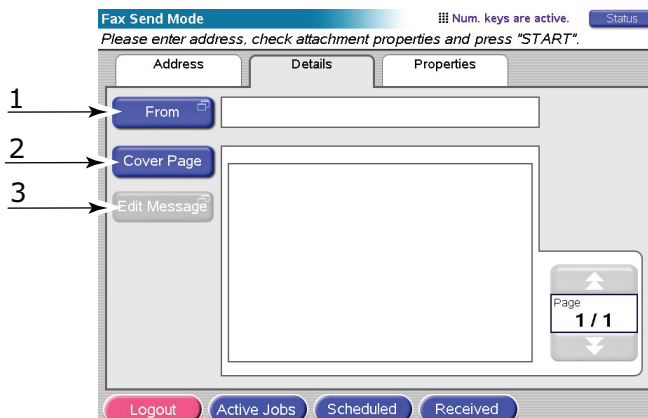 Fax Send Mode
Num. keys are active.
Status
Please enter address, check attachment properties and press "START".
Address
Details
Properties
1
From
2
Cover Page
3
Edit Message
Page
1 / 1
Logout
Active Jobs
Scheduled
Received